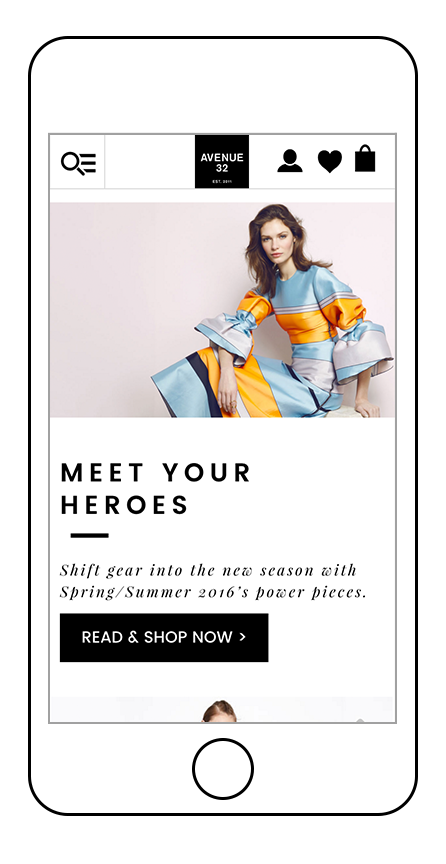 AVENUE
32
EST. 2011
MEET YOUR
HEROES
Shift gear into the new season with
Spring/Summer 2016's power pieces.
READ & SHOP NOW >